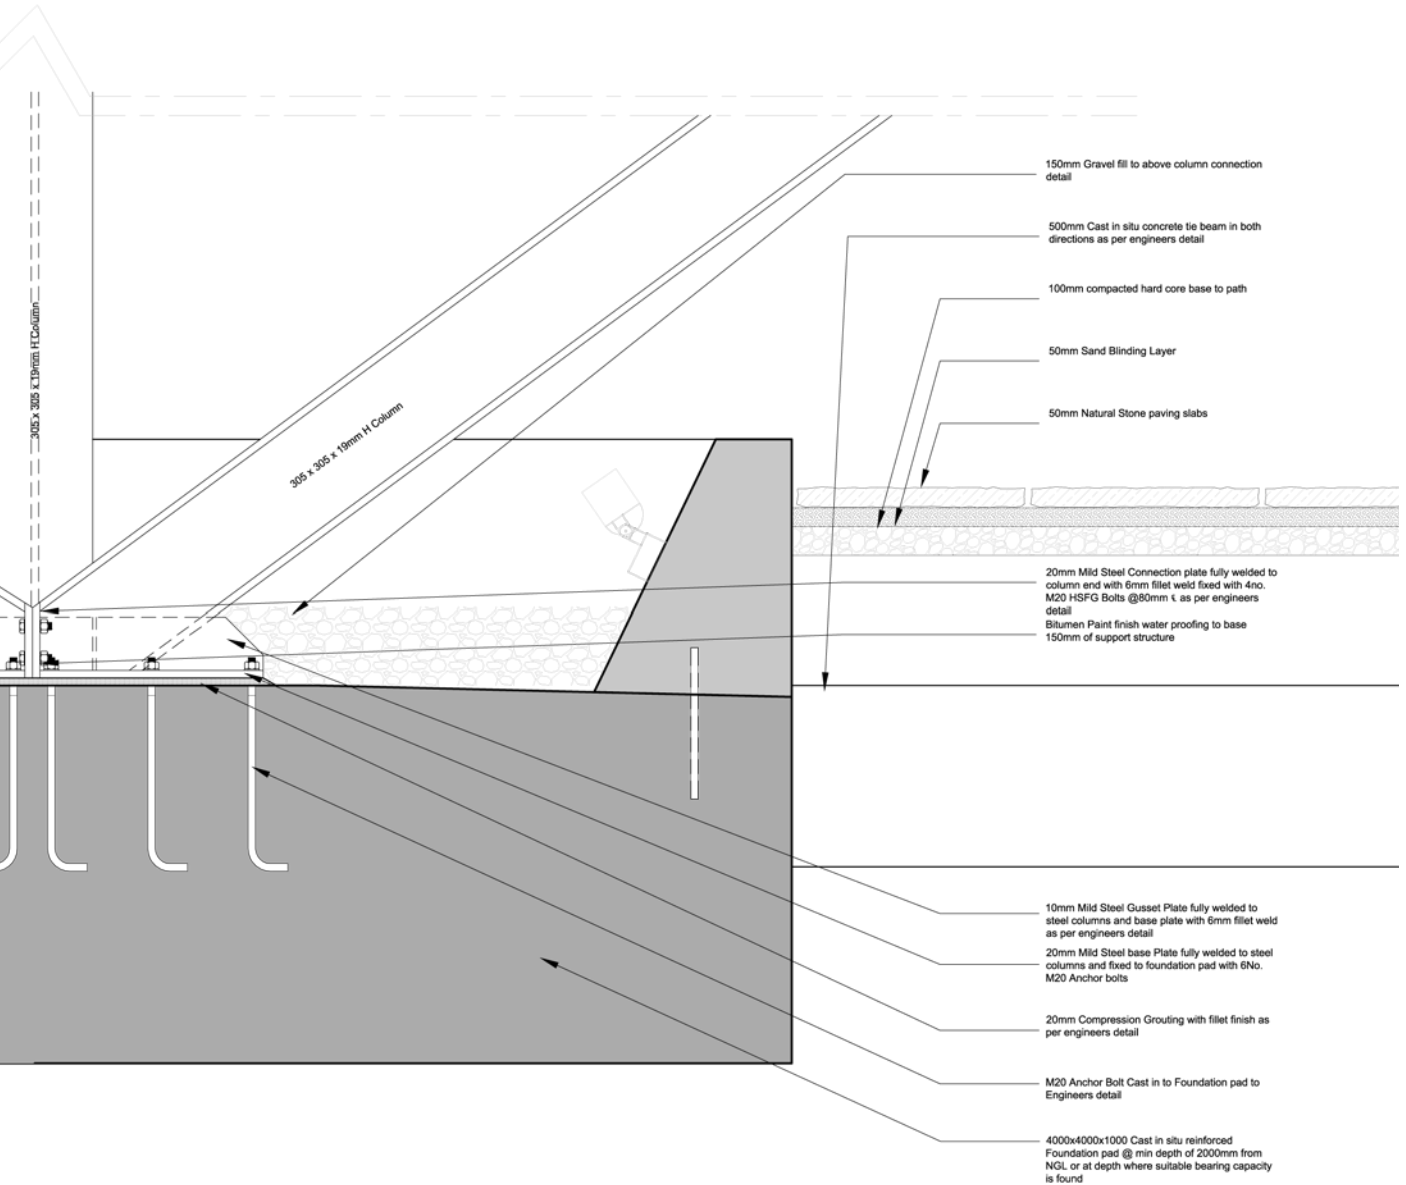 150mm Gravel fill to above column connection
detail
500mm Cast in situ concrete tie beam in both
directions as per engineers detail
100mm compacted hard core base to path
50mm Sand Blinding Layer
50mm Natural Stone paving slabs
305 x 305 x 19mm H Column
305 x 305 x 19mm H Column
20mm Mild Steel Connection plate fully welded to
column end with 6mm fillet weld fixed with 4no.
M20 HSFG Bolts @80mm ℄ as per engineers
detail
Bitumen Paint finish water proofing to base
150mm of support structure
10mm Mild Steel Gusset Plate fully welded to
steel columns and base plate with 6mm fillet weld
as per engineers detail
20mm Mild Steel base Plate fully welded to steel
columns and fixed to foundation pad with 6No.
M20 Anchor bolts
20mm Compression Grouting with fillet finish as
per engineers detail
M20 Anchor Bolt Cast in to Foundation pad to
Engineers detail
4000x4000x1000 Cast in situ reinforced
Foundation pad @ min depth of 2000mm from
NGL or at depth where suitable bearing capacity
is found